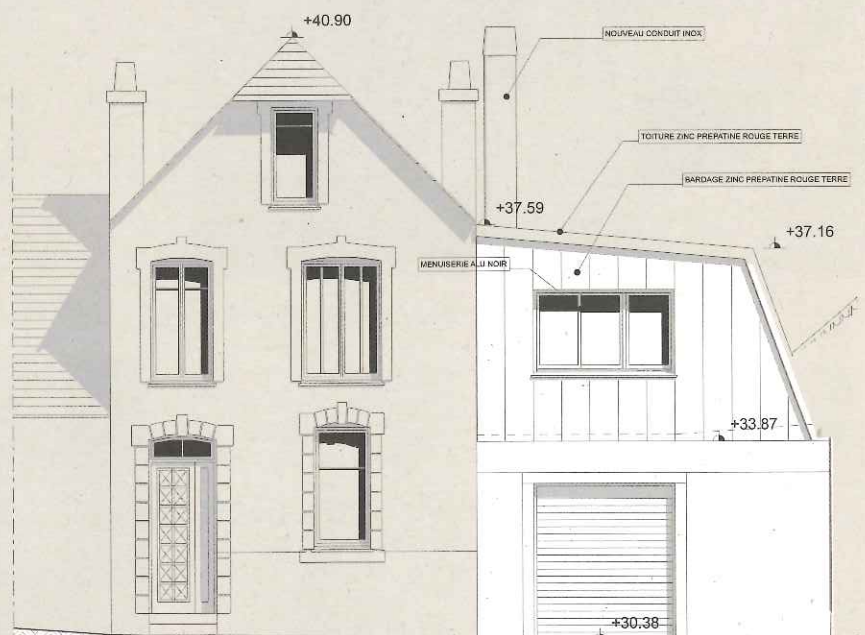 +40.90
NOUVEAU CONDUIT INOX
TOITURE ZINC PREPATINE ROUGE TERRE
BARDAGE ZINC PREPATINE ROUGE TERRE
+37.59
+37.16
MENUISERIE ALU NOIR
+33.87
+30.38